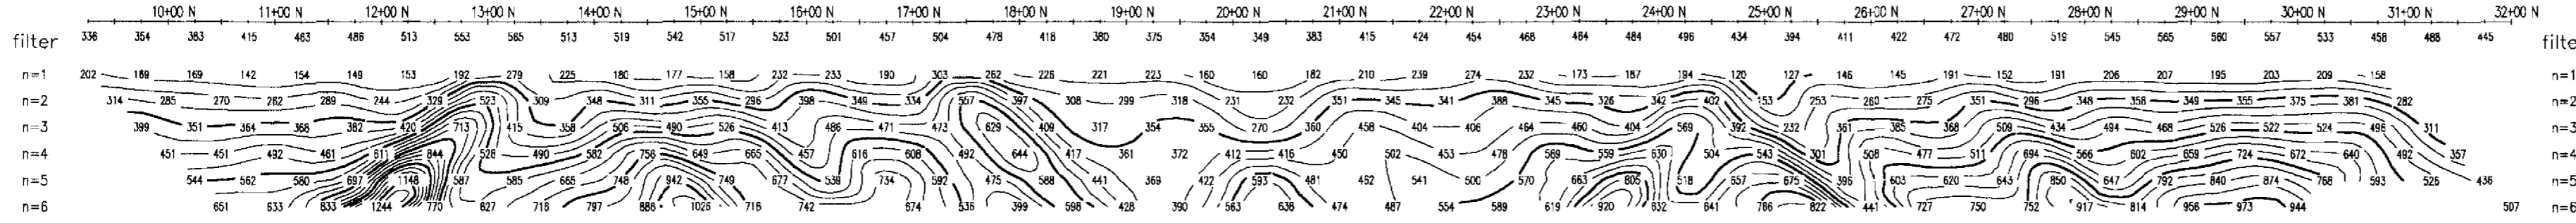 10+00 N 11+00 N 12+00 N 13+00 N 14+00 N 15+00 N 16+00 N 17+00 N 18+00 N 19+00 N 20+00 N 21+00 N 22+00 N 23+00 N 24+00 N 25+00 N 26+00 N 27+00 N 28+00 N 29+00 N 30+00 N 31+00 N 32+00 N
filter 336 354 383 415 463 486 513 553 565 513 519 542 517 523 501 457 504 478 418 380 375 354 349 383 415 424 454 468 464 484 496 434 394 411 422 472 480 519 545 565 560 557 533 458 488 445 filte
n=1 202 189 169 142 154 149 153 192 279 225 180 177 158 232 233 190 303 262 226 221 223 160 160 182 210 239 274 232 173 187 194 120 127 146 145 191 152 191 206 207 195 203 209 158 n=1
n=2 314 285 270 262 289 244 329 523 309 348 311 355 296 398 349 334 557 397 308 299 318 231 232 351 345 341 388 345 326 342 402 153 253 260 275 351 296 348 358 349 355 375 381 282 n=2
n=3 399 351 364 368 382 420 713 415 358 506 490 526 413 486 471 473 629 409 317 354 355 270 360 458 404 406 464 460 404 569 392 232 361 385 368 509 434 494 468 526 522 524 496 311 n=3
n=4 451 451 492 461 611 844 528 490 582 756 649 665 457 616 608 492 644 417 361 372 412 416 450 502 453 478 569 559 630 504 543 301 508 477 511 694 566 602 659 724 672 640 492 357 n=4
n=5 544 562 580 697 1148 587 585 665 748 942 749 677 539 734 592 475 588 441 369 422 593 481 462 541 500 570 663 805 518 657 675 396 603 620 643 850 647 792 840 874 768 593 526 436 n=5
n=6 651 633 833 1244 770 627 716 797 886 1026 716 742 674 536 399 598 428 390 563 636 474 487 554 589 619 920 632 641 766 822 441 727 750 752 917 814 956 973 944 507 n=6